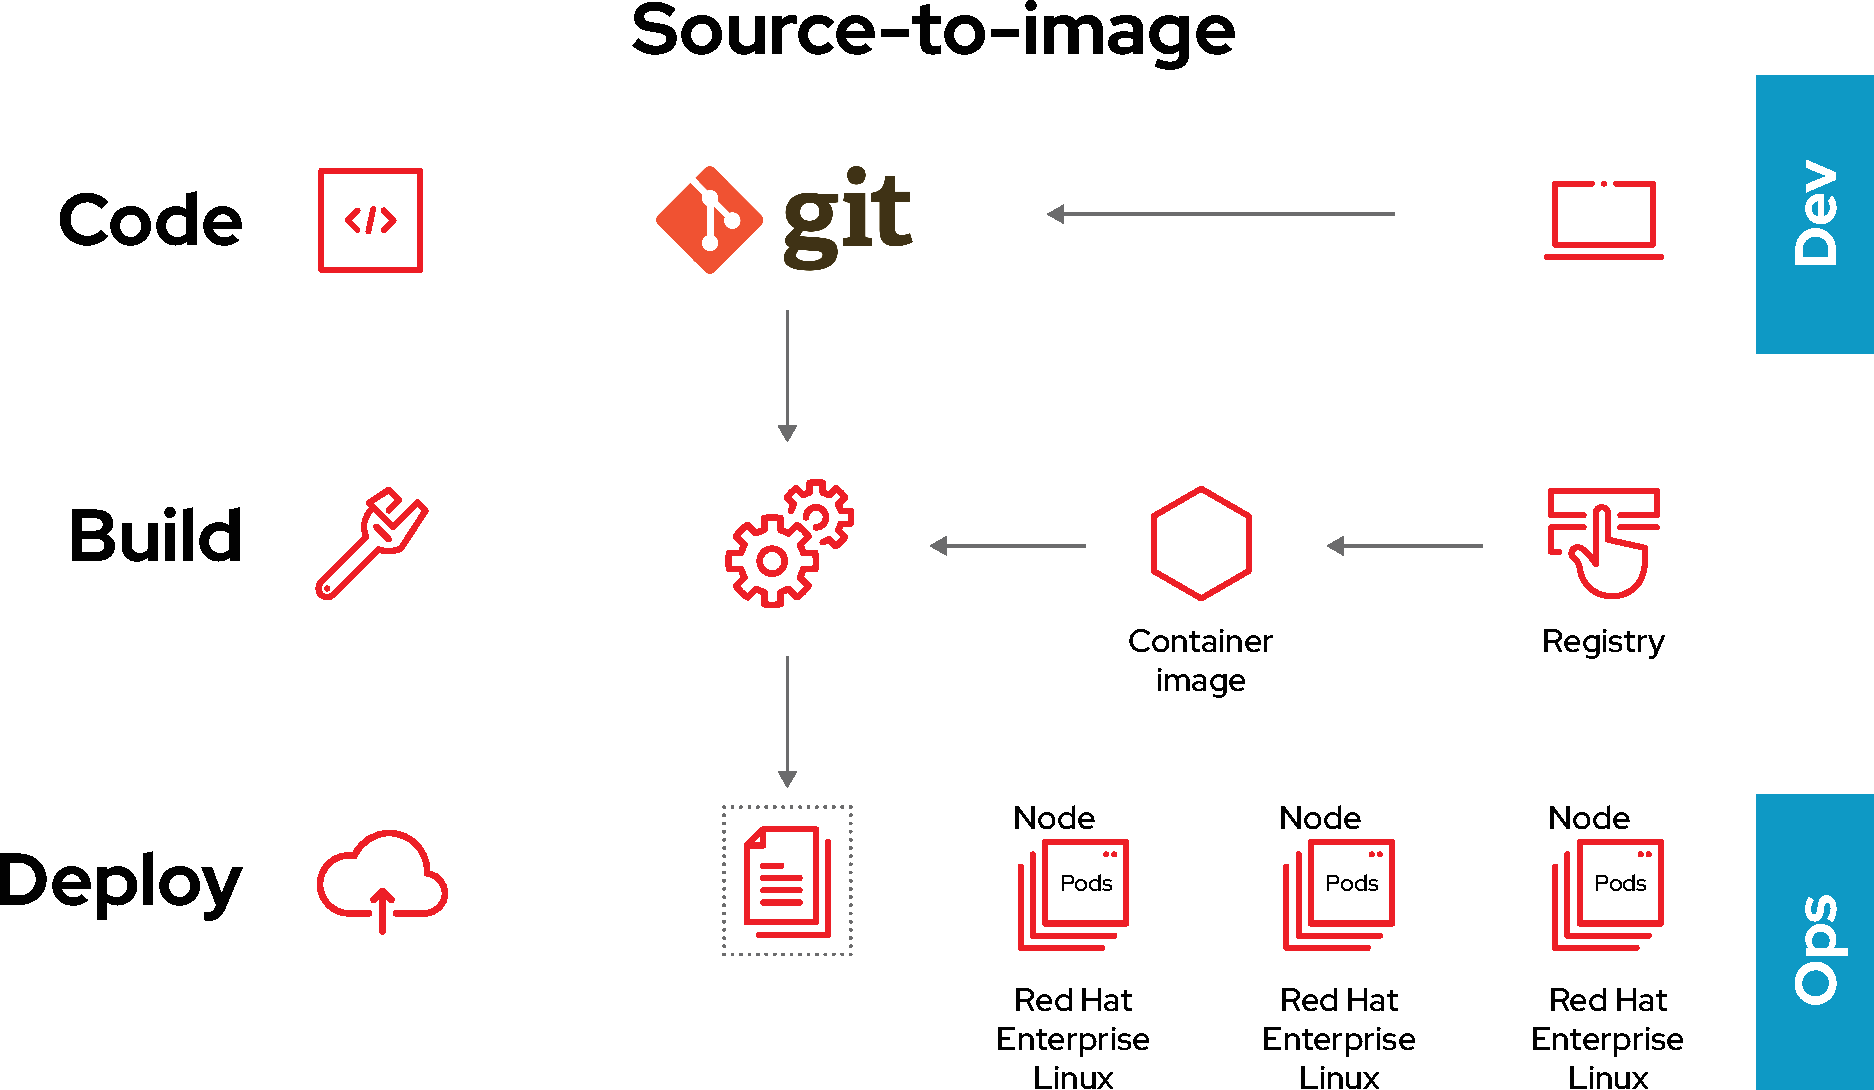 Source-to-image
Code
</>
git
Dev
Build
Container
image
Registry
Deploy
Node
Pods
Red Hat
Enterprise
Linux
Node
Pods
Red Hat
Enterprise
Linux
Node
Pods
Red Hat
Enterprise
Linux
Ops